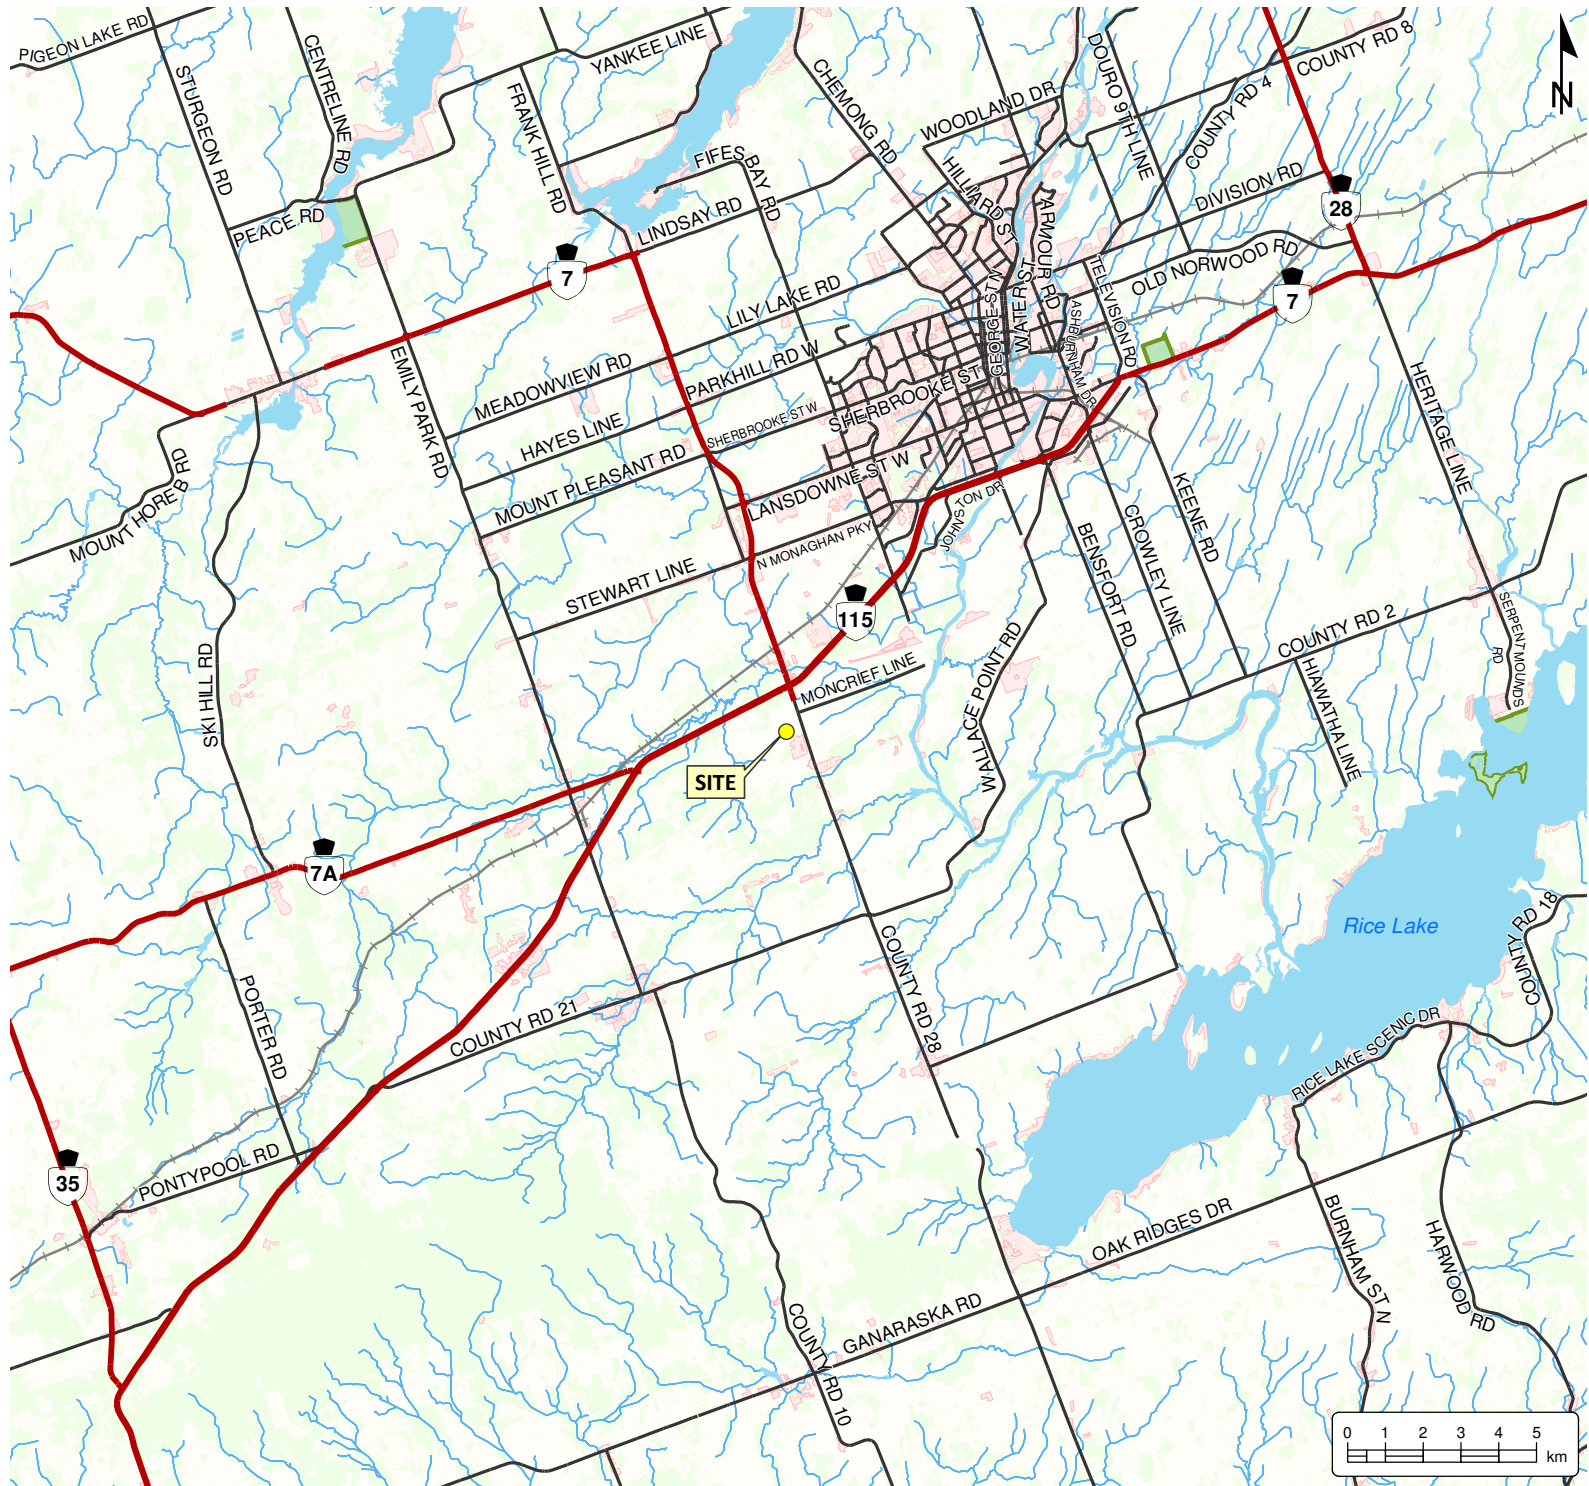 PIGEON LAKE RD
STURGEON RD
CENTRELINE RD
YANKEE LINE
FRANK HILL RD
CHEMONG RD
WOODLAND DR
DOURO 9TH LINE
COUNTY RD 4
COUNTY RD 8
N
FIFES BAY RD
HILLIARD ST
DIVISION RD
28
PEACE RD
LINDSAY RD
ARMOUR RD
7
WATER ST
GEORGE ST W
TELEVISION RD
OLD NORWOOD RD
7
LILY LAKE RD
ASHBURNHAM DR
EMILY PARK RD
MEADOWVIEW RD
PARKHILL RD W
HERITAGE LINE
HAYES LINE
SHERBROOKE ST W
SHERBROOKE ST
MOUNT PLEASANT RD
LANSDOWNE ST W
MOUNT HOREB RD
N MONAGHAN PKY
JOHNSTON DR
KEENE RD
CROWLEY LINE
BENSFORD RD
STEWART LINE
115
SERPENT MOUNDS
RD
COUNTY RD 2
SKI HILL RD
MONCRIEF LINE
WALLACE POINT RD
HIAWATHA LINE
SITE
7A
Rice Lake
COUNTY RD 18
PORTER RD
COUNTY RD 21
COUNTY RD 28
RICE LAKE SCENIC DR
35
PONTYPOOL RD
OAK RIDGES DR
BURNHAM ST N
HARWOOD RD
GANARASKA RD
COUNTY RD 10
0 1 2 3 4 5
km